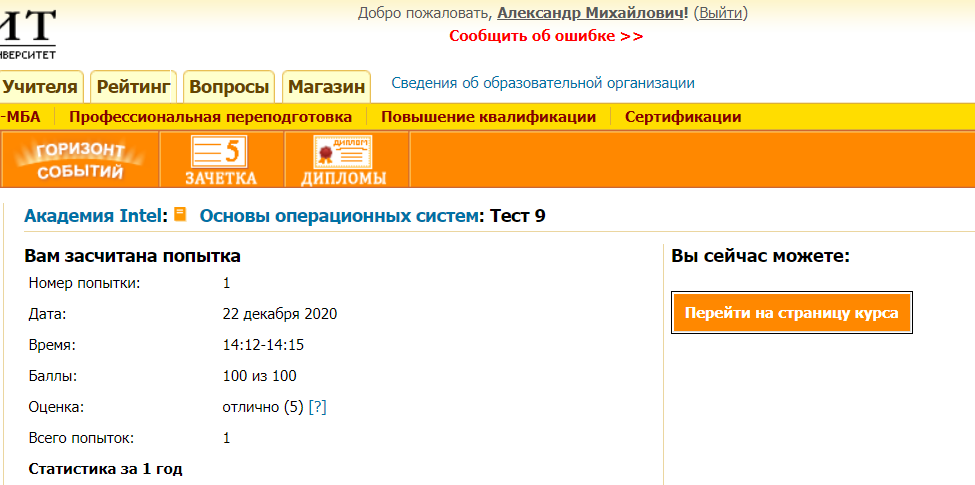 Добро пожаловать, Александр Михайлович! (Выйти)
Сообщить об ошибке >>
ИТ
НИВЕРСИТЕТ
Учителя Рейтинг Вопросы Магазин Сведения об образовательной организации
-МБА Профессиональная переподготовка Повышение квалификации Сертификации
ГОРИЗОНТ СОБЫТИЙ
5
ЗАЧЕТКА
ДИПЛОМ
ДИПЛОМЫ
Академия Intel: Основы операционных систем: Тест 9
Вам засчитана попытка
Номер попытки: 1
Дата: 22 декабря 2020
Время: 14:12-14:15
Баллы: 100 из 100
Оценка: отлично (5) [?]
Всего попыток: 1
Статистика за 1 год
Вы сейчас можете:
Перейти на страницу курса